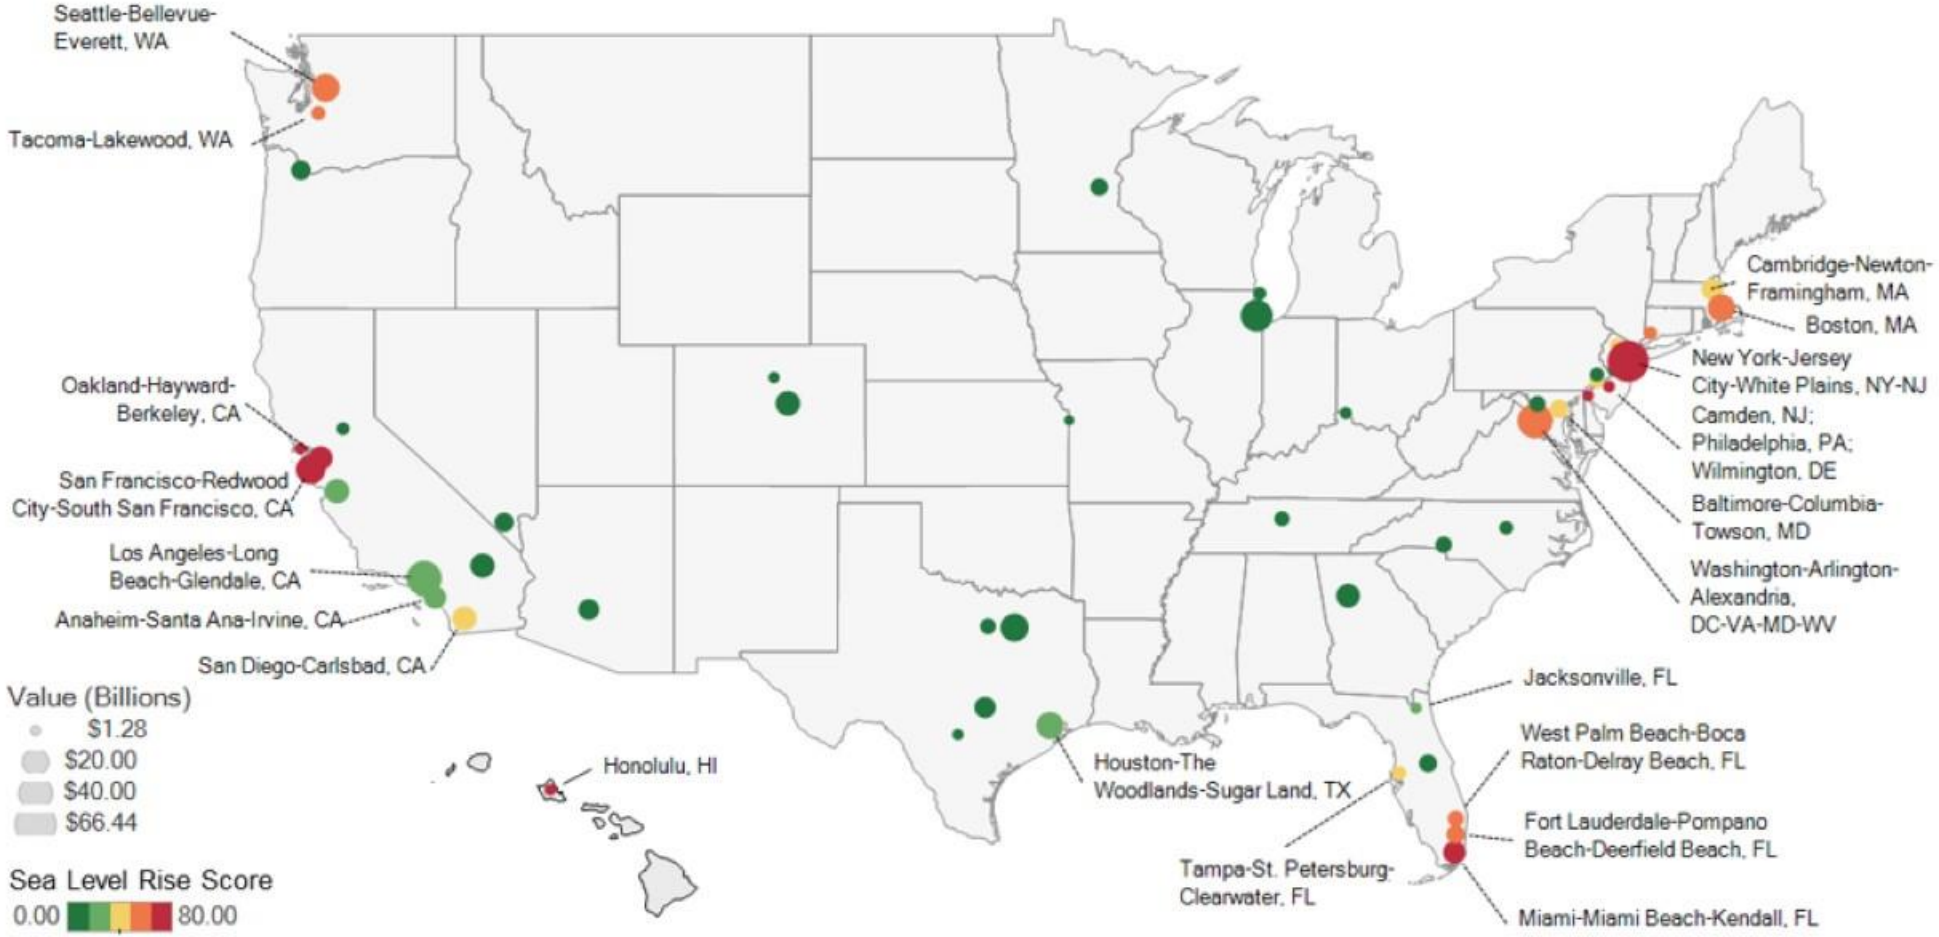 Seattle-Bellevue-
Everett, WA
Tacoma-Lakewood, WA
Oakland-Hayward-
Berkeley, CA
San Francisco-Redwood
City-South San Francisco, CA
Los Angeles-Long
Beach-Glendale, CA
Anaheim-Santa Ana-Irvine, CA
San Diego-Carlsbad, CA
Value (Billions)
$1.28
$20.00
$40.00
$66.44
Sea Level Rise Score
0.00 80.00
Honolulu, HI
Houston-The
Woodlands-Sugar Land, TX
Cambridge-Newton-
Framingham, MA
Boston, MA
New York-Jersey
City-White Plains, NY-NJ
Camden, NJ;
Philadelphia, PA;
Wilmington, DE
Baltimore-Columbia-
Towson, MD
Washington-Arlington-
Alexandria,
DC-VA-MD-WV
Jacksonville, FL
West Palm Beach-Boca
Raton-Delray Beach, FL
Fort Lauderdale-Pompano
Beach-Deerfield Beach, FL
Tampa-St. Petersburg-
Clearwater, FL
Miami-Miami Beach-Kendall, FL